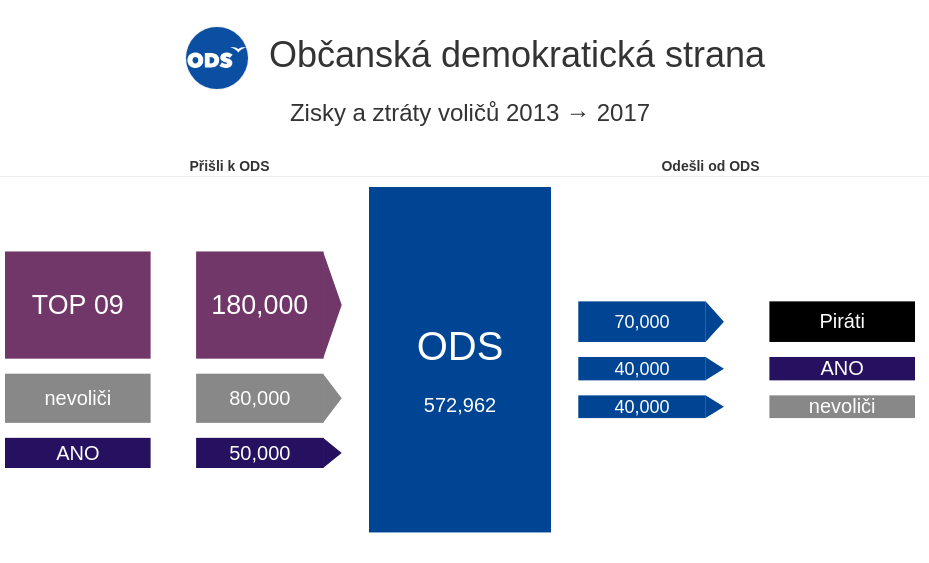 ODS
Občanská demokratická strana
Zisky a ztráty voličů 2013 → 2017
Přišli k ODS
Odešli od ODS
TOP 09
180,000
nevoliči
80,000
ANO
50,000
ODS
572,962
70,000
Piráti
40,000
ANO
40,000
nevoliči